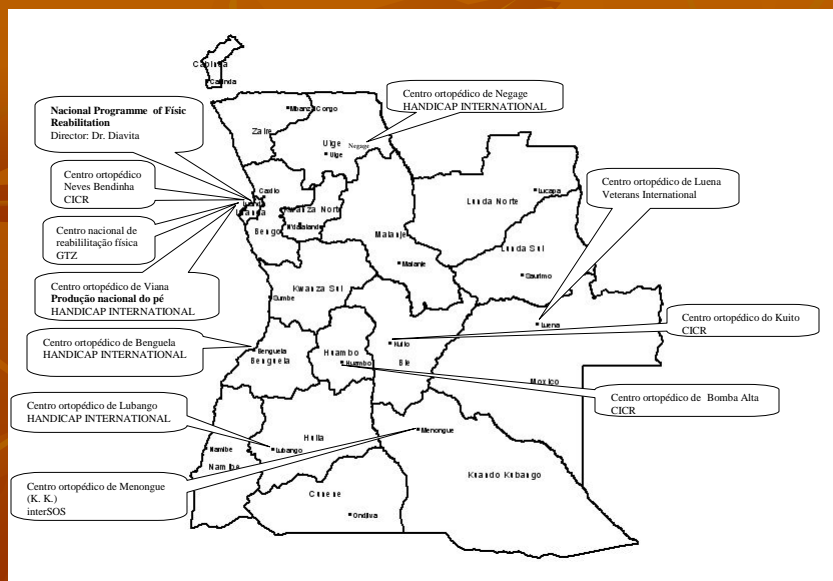 Cabinda
Cabinda
Nacional Programme of Físic
Reabilitation
Director: Dr. Diavita
Centro ortopédico
Neves Bendinha
CICR
Centro nacional de
reabililitação física
GTZ
Centro ortopédico de Viana
Produção nacional do pé
HANDICAP INTERNATIONAL
Centro ortopédico de Benguela
HANDICAP INTERNATIONAL
Centro ortopédico de Lubango
HANDICAP INTERNATIONAL
Centro ortopédico de Menongue
(K. K.)
interSOS
Centro ortopédico de Negage
HANDICAP INTERNATIONAL
Centro ortopédico de Luena
Veterans International
Centro ortopédico do Kuito
CICR
Centro ortopédico de Bomba Alta
CICR
Mbanza Congo
Zaire
Uige
Negage
Uige
Caxito
Luanda
Luanda
Kwanza Norte
Bengo
Malanje
Malanje
Lunda Norte
Lucapa
Lunda Sul
Saurimo
Kwanza Sul
Sumbe
Luena
Moxico
Benguela
Benguela
Huambo
Huambo
Kuito
Bie
Huila
Lubango
Namibe
Namibe
Menongue
Kuando Kubango
Cunene
Ondjiva